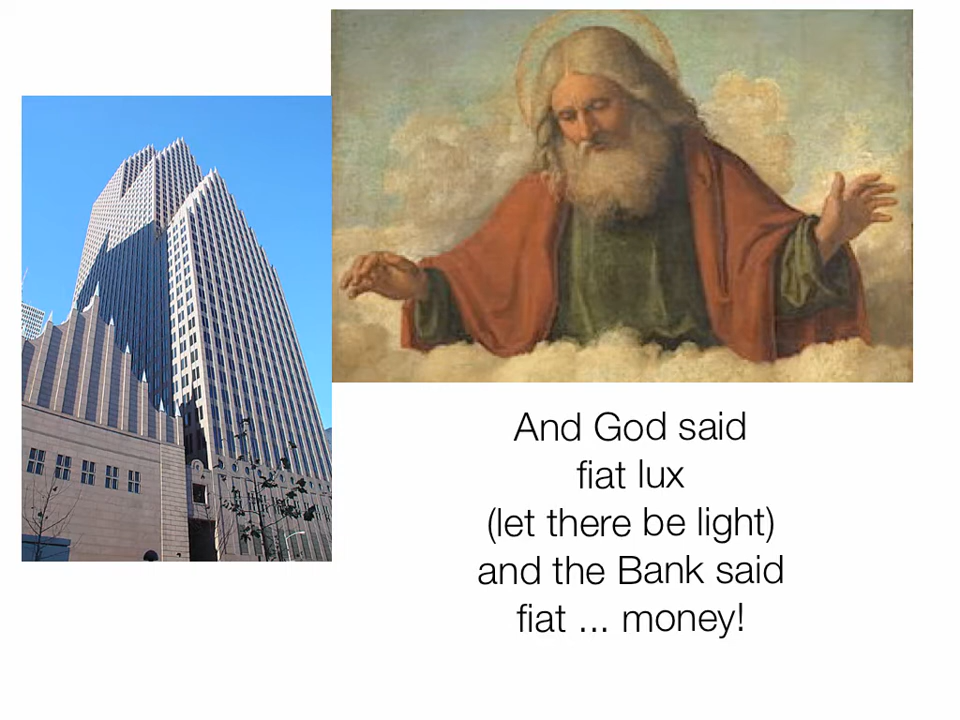 And God said
fiat lux
(let there be light)
and the Bank said
fiat ... money!